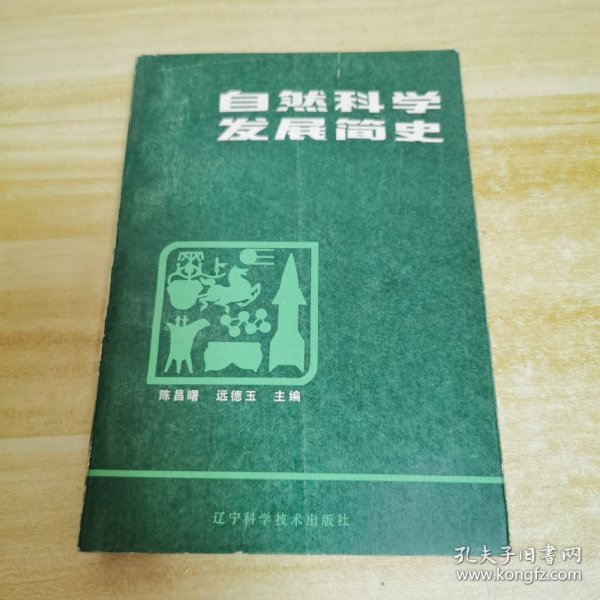 自然科学
发展简史
陈昌曙 远德玉 主编
辽宁科学技术出版社
孔夫子旧书网
www.kongfz.com